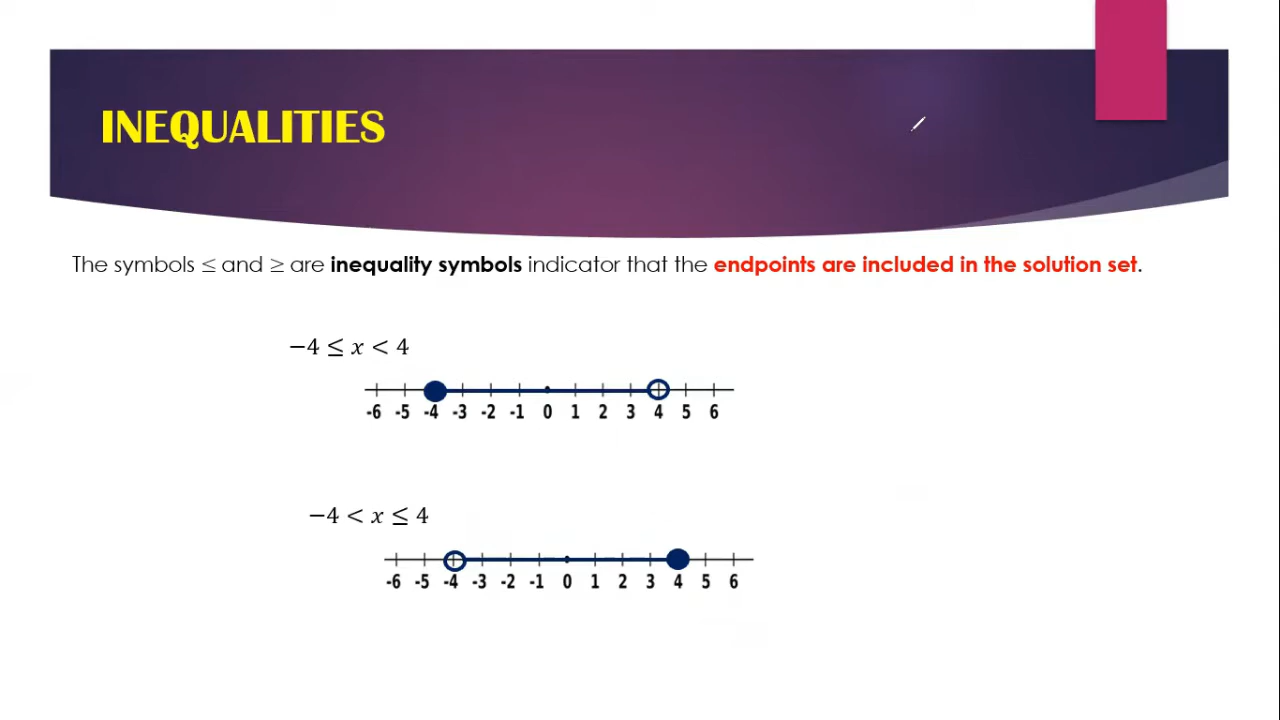 INEQUALITIES
The symbols ≤ and ≥ are inequality symbols indicator that the endpoints are included in the solution set.
−4 ≤ x < 4
-6 -5 -4 -3 -2 -1 0 1 2 3 4 5 6
−4 < x ≤ 4
-6 -5 -4 -3 -2 -1 0 1 2 3 4 5 6